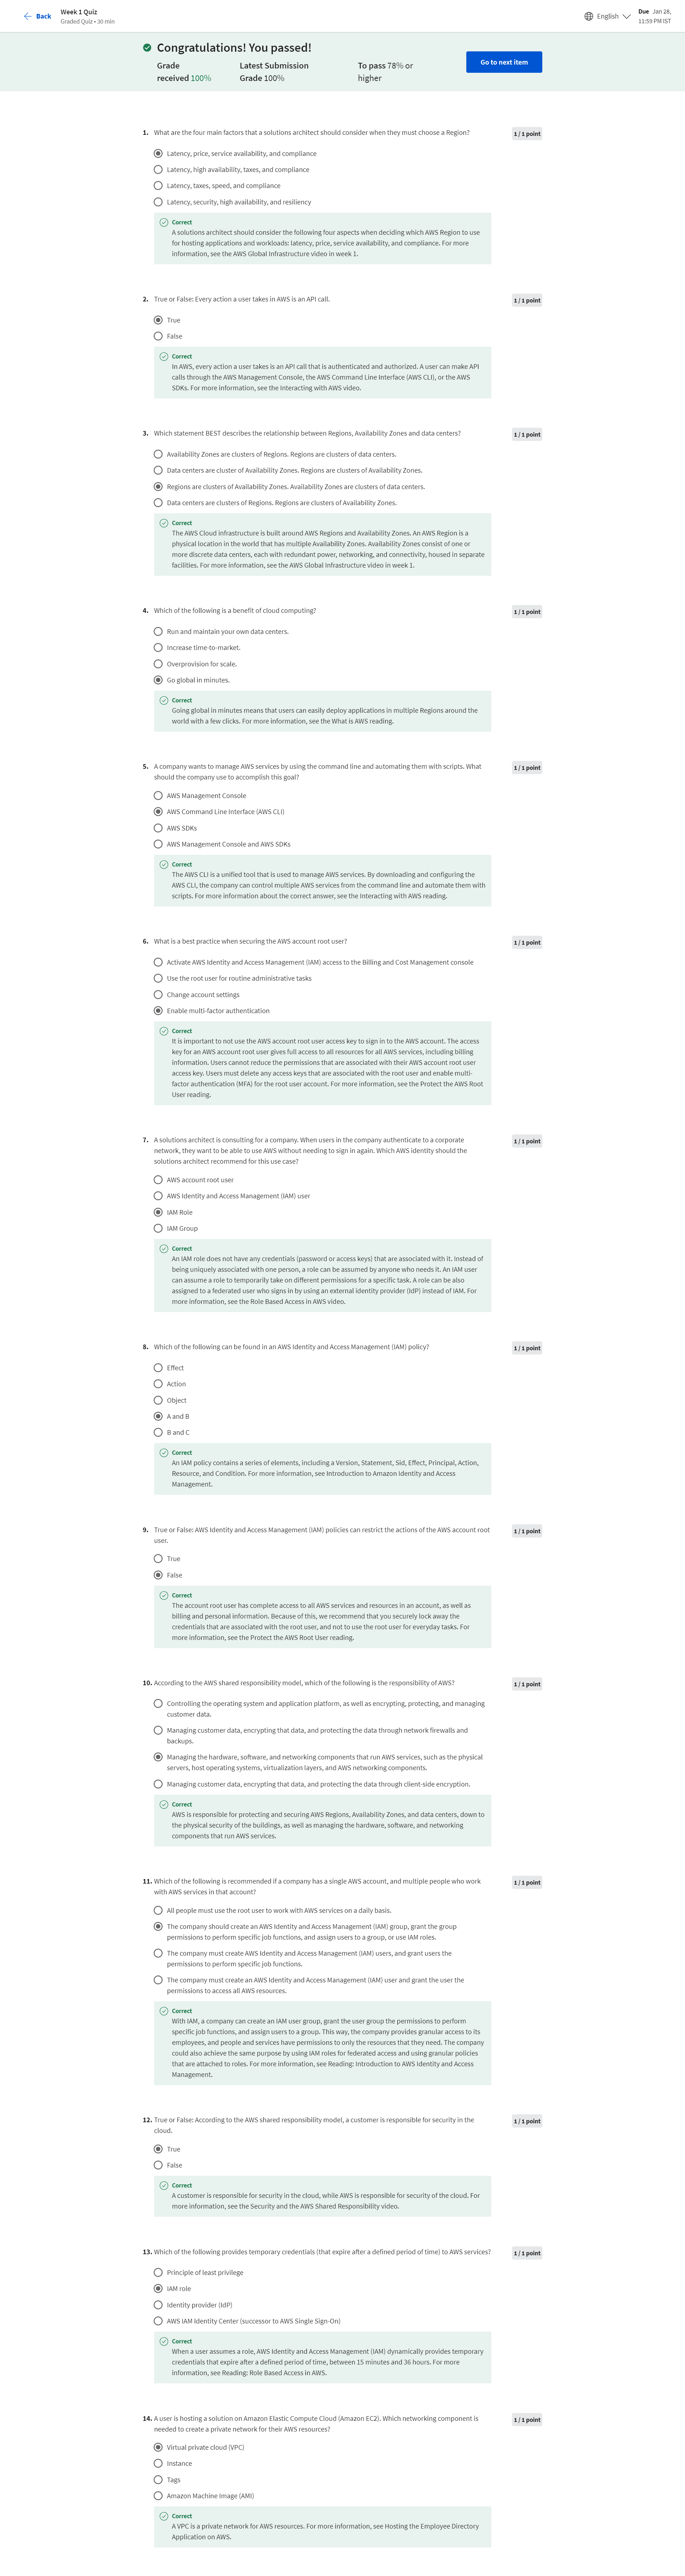 Back
Week 1 Quiz
Graded Quiz • 30 min
English
Due Jan 28,
11:59 PM IST
Congratulations! You passed!
Grade
received 100%
Latest Submission
Grade 100%
To pass 78% or
higher
Go to next item
1. What are the four main factors that a solutions architect should consider when they must choose a Region?
1 / 1 point
Latency, price, service availability, and compliance
Latency, high availability, taxes, and compliance
Latency, taxes, speed, and compliance
Latency, security, high availability, and resiliency
Correct
A solutions architect should consider the following four aspects when deciding which AWS Region to use
for hosting applications and workloads: latency, price, service availability, and compliance. For more
information, see the AWS Global Infrastructure video in week 1.
2. True or False: Every action a user takes in AWS is an API call.
1 / 1 point
True
False
Correct
In AWS, every action a user takes is an API call that is authenticated and authorized. A user can make API
calls through the AWS Management Console, the AWS Command Line Interface (AWS CLI), or the AWS
SDKs. For more information, see the Interacting with AWS video.
3. Which statement BEST describes the relationship between Regions, Availability Zones and data centers?
1 / 1 point
Availability Zones are clusters of Regions. Regions are clusters of data centers.
Data centers are cluster of Availability Zones. Regions are clusters of Availability Zones.
Regions are clusters of Availability Zones. Availability Zones are clusters of data centers.
Data centers are clusters of Regions. Regions are clusters of Availability Zones.
Correct
The AWS Cloud infrastructure is built around AWS Regions and Availability Zones. An AWS Region is a
physical location in the world that has multiple Availability Zones. Availability Zones consist of one or
more discrete data centers, each with redundant power, networking, and connectivity, housed in separate
facilities. For more information, see the AWS Global Infrastructure video in week 1.
4. Which of the following is a benefit of cloud computing?
1 / 1 point
Run and maintain your own data centers.
Increase time-to-market.
Overprovision for scale.
Go global in minutes.
Correct
Going global in minutes means that users can easily deploy applications in multiple Regions around the
world with a few clicks. For more information, see the What is AWS reading.
5. A company wants to manage AWS services by using the command line and automating them with scripts. What
should the company use to accomplish this goal?
1 / 1 point
AWS Management Console
AWS Command Line Interface (AWS CLI)
AWS SDKs
AWS Management Console and AWS SDKs
Correct
The AWS CLI is a unified tool that is used to manage AWS services. By downloading and configuring the
AWS CLI, the company can control multiple AWS services from the command line and automate them with
scripts. For more information about the correct answer, see the Interacting with AWS reading.
6. What is a best practice when securing the AWS account root user?
1 / 1 point
Activate AWS Identity and Access Management (IAM) access to the Billing and Cost Management console
Use the root user for routine administrative tasks
Change account settings
Enable multi-factor authentication
Correct
It is important to not use the AWS account root user access key to sign in to the AWS account. The access
key for an AWS account root user gives full access to all resources for all AWS services, including billing
information. Users cannot reduce the permissions that are associated with their AWS account root user
access key. Users must delete any access keys that are associated with the root user and enable multi-
factor authentication (MFA) for the root user account. For more information, see the Protect the AWS Root
User reading.
7. A solutions architect is consulting for a company. When users in the company authenticate to a corporate
network, they want to be able to use AWS without needing to sign in again. Which AWS identity should the
solutions architect recommend for this use case?
1 / 1 point
AWS account root user
AWS Identity and Access Management (IAM) user
IAM Role
IAM Group
Correct
An IAM role does not have any credentials (password or access keys) that are associated with it. Instead of
being uniquely associated with one person, a role can be assumed by anyone who needs it. An IAM user
can assume a role to temporarily take on different permissions for a specific task. A role can be also
assigned to a federated user who signs in by using an external identity provider (IdP) instead of IAM. For
more information, see the Role Based Access in AWS video.
8. Which of the following can be found in an AWS Identity and Access Management (IAM) policy?
1 / 1 point
Effect
Action
Object
A and B
B and C
Correct
An IAM policy contains a series of elements, including a Version, Statement, Sid, Effect, Principal, Action,
Resource, and Condition. For more information, see Introduction to Amazon Identity and Access
Management.
9. True or False: AWS Identity and Access Management (IAM) policies can restrict the actions of the AWS account root
user.
1 / 1 point
True
False
Correct
The account root user has complete access to all AWS services and resources in an account, as well as
billing and personal information. Because of this, we recommend that you securely lock away the
credentials that are associated with the root user, and not to use the root user for everyday tasks. For
more information, see the Protect the AWS Root User reading.
10. According to the AWS shared responsibility model, which of the following is the responsibility of AWS?
1 / 1 point
Controlling the operating system and application platform, as well as encrypting, protecting, and managing
customer data.
Managing customer data, encrypting that data, and protecting the data through network firewalls and
backups.
Managing the hardware, software, and networking components that run AWS services, such as the physical
servers, host operating systems, virtualization layers, and AWS networking components.
Managing customer data, encrypting that data, and protecting the data through client-side encryption.
Correct
AWS is responsible for protecting and securing AWS Regions, Availability Zones, and data centers, down to
the physical security of the buildings, as well as managing the hardware, software, and networking
components that run AWS services.
11. Which of the following is recommended if a company has a single AWS account, and multiple people who work
with AWS services in that account?
1 / 1 point
All people must use the root user to work with AWS services on a daily basis.
The company should create an AWS Identity and Access Management (IAM) group, grant the group
permissions to perform specific job functions, and assign users to a group, or use IAM roles.
The company must create AWS Identity and Access Management (IAM) users, and grant users the
permissions to perform specific job functions.
The company must create an AWS Identity and Access Management (IAM) user and grant the user the
permissions to access all AWS resources.
Correct
With IAM, a company can create an IAM user group, grant the user group the permissions to perform
specific job functions, and assign users to a group. This way, the company provides granular access to its
employees, and people and services have permissions to only the resources that they need. The company
could also achieve the same purpose by using IAM roles for federated access and using granular policies
that are attached to roles. For more information, see Reading: Introduction to AWS Identity and Access
Management.
12. True or False: According to the AWS shared responsibility model, a customer is responsible for security in the
cloud.
1 / 1 point
True
False
Correct
A customer is responsible for security in the cloud, while AWS is responsible for security of the cloud. For
more information, see the Security and the AWS Shared Responsibility video.
13. Which of the following provides temporary credentials (that expire after a defined period of time) to AWS services?
1 / 1 point
Principle of least privilege
IAM role
Identity provider (IdP)
AWS IAM Identity Center (successor to AWS Single Sign-On)
Correct
When a user assumes a role, AWS Identity and Access Management (IAM) dynamically provides temporary
credentials that expire after a defined period of time, between 15 minutes and 36 hours. For more
information, see Reading: Role Based Access in AWS.
14. A user is hosting a solution on Amazon Elastic Compute Cloud (Amazon EC2). Which networking component is
needed to create a private network for their AWS resources?
1 / 1 point
Virtual private cloud (VPC)
Instance
Tags
Amazon Machine Image (AMI)
Correct
A VPC is a private network for AWS resources. For more information, see Hosting the Employee Directory
Application on AWS.